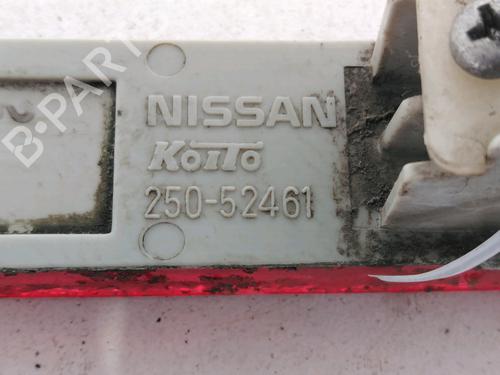 NISSAN
KOITO
250-52461
B-PARTS